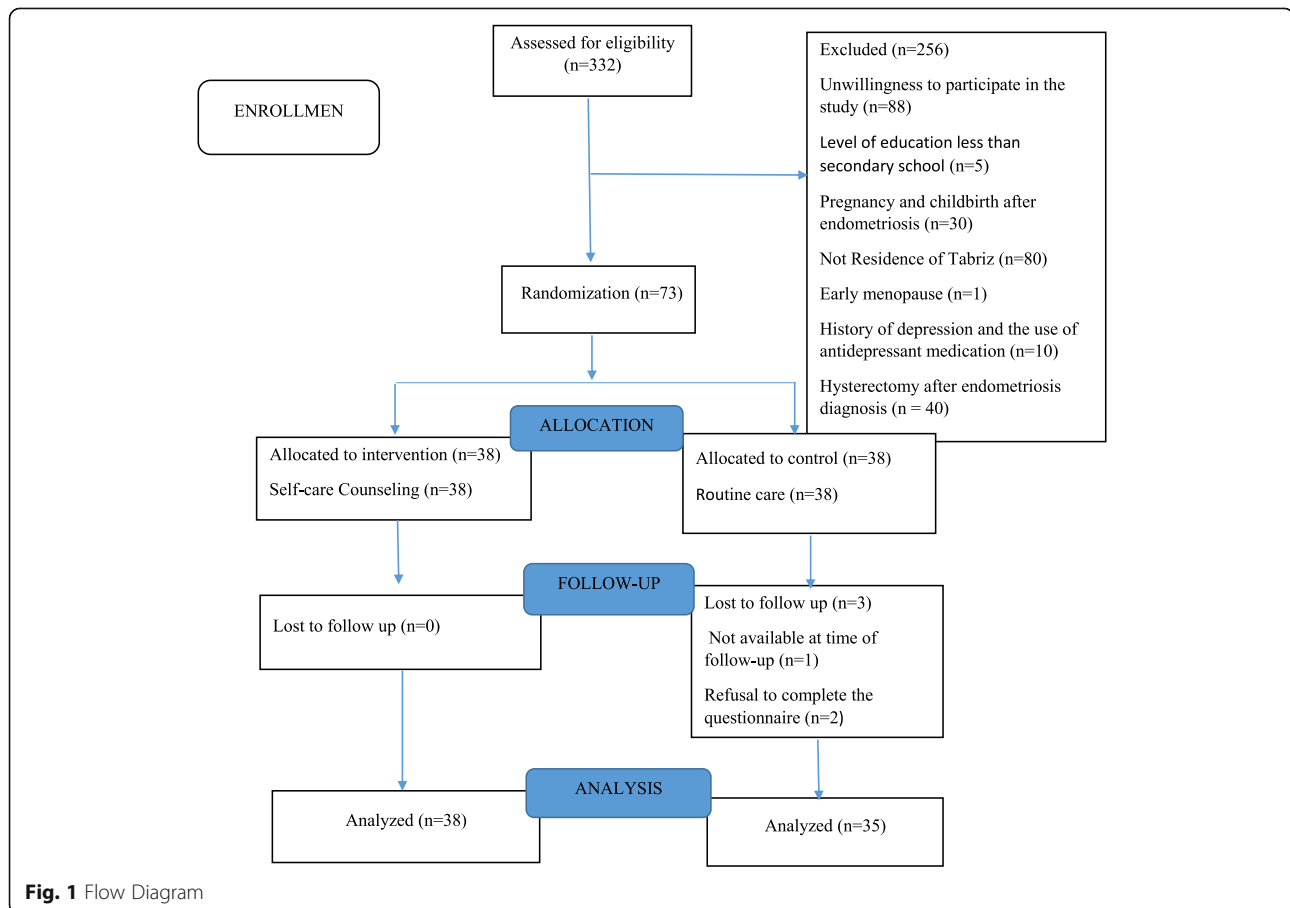 Assessed for eligibility
(n=332)
ENROLLMEN
Excluded (n=256)
Unwillingness to participate in the
study (n=88)
Level of education less than
secondary school (n=5)
Pregnancy and childbirth after
endometriosis (n=30)
Not Residence of Tabriz (n=80)
Early menopause (n=1)
History of depression and the use of
antidepressant medication (n=10)
Hysterectomy after endometriosis
diagnosis (n = 40)
Randomization (n=73)
ALLOCATION
Allocated to intervention (n=38)
Self-care Counseling (n=38)
Allocated to control (n=38)
Routine care (n=38)
FOLLOW-UP
Lost to follow up (n=0)
Lost to follow up (n=3)
Not available at time of
follow-up (n=1)
Refusal to complete the
questionnaire (n=2)
ANALYSIS
Analyzed (n=38)
Analyzed (n=35)
Fig. 1 Flow Diagram